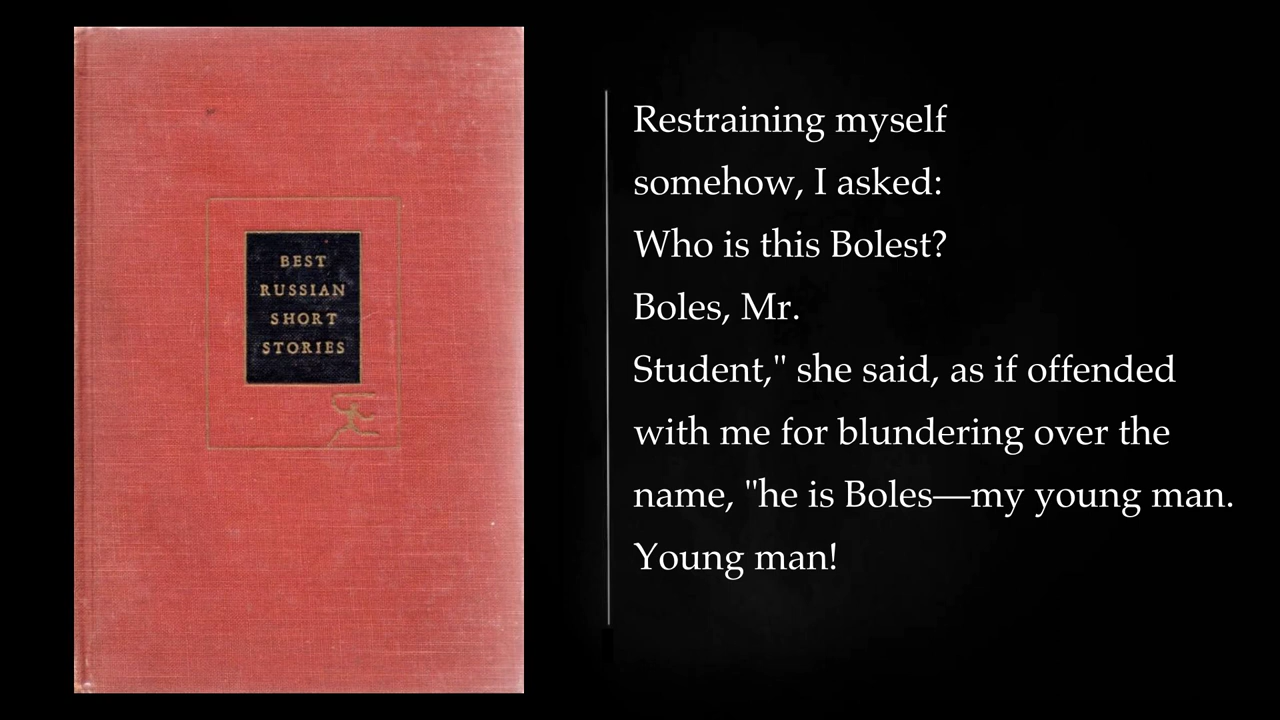 BEST
RUSSIAN
SHORT
STORIES
Restraining myself
somehow, I asked:
Who is this Bolest?
Boles, Mr.
Student," she said, as if offended
with me for blundering over the
name, "he is Boles—my young man.
Young man!